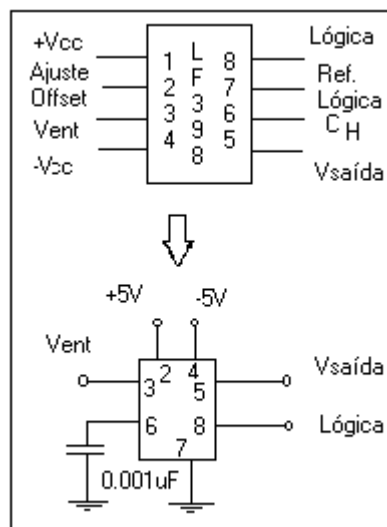 +Vcc
Ajuste
Offset
Vent
-Vcc
1
2
3
4
L
F
3
9
8
8
7
6
5
Lógica
Ref.
Lógica
CH
Vsaída
+5V
-5V
Vent
Vsaída
Lógica
2
4
3
5
6
8
7
0.001uF